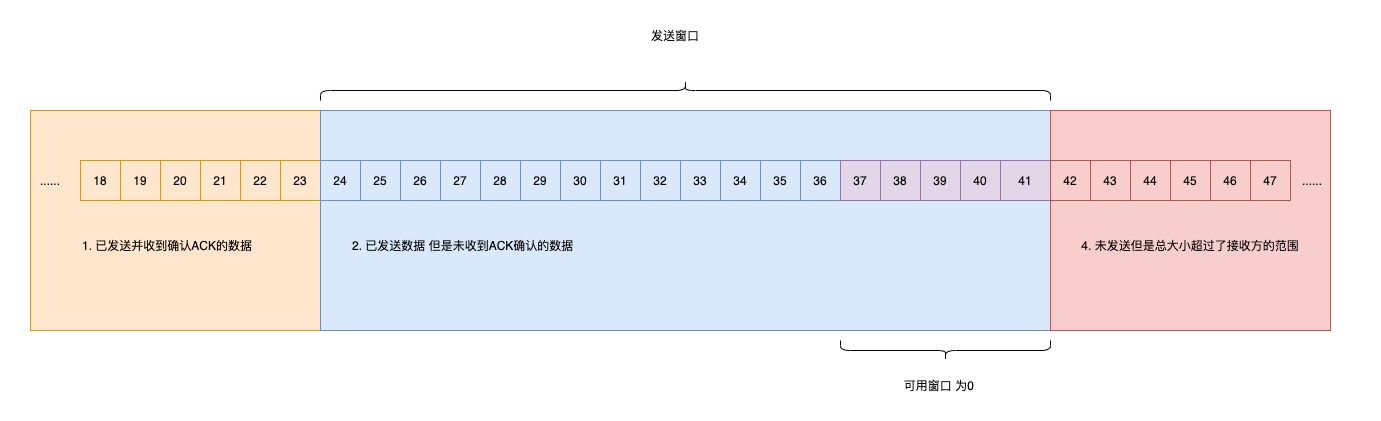 发送窗口
...... 18 19 20 21 22 23 24 25 26 27 28 29 30 31 32 33 34 35 36 37 38 39 40 41 42 43 44 45 46 47 ......
1. 已发送并收到确认ACK的数据 2. 已发送数据 但是未收到ACK确认的数据 4. 未发送但是总大小超过了接收方的范围
可用窗口 为0